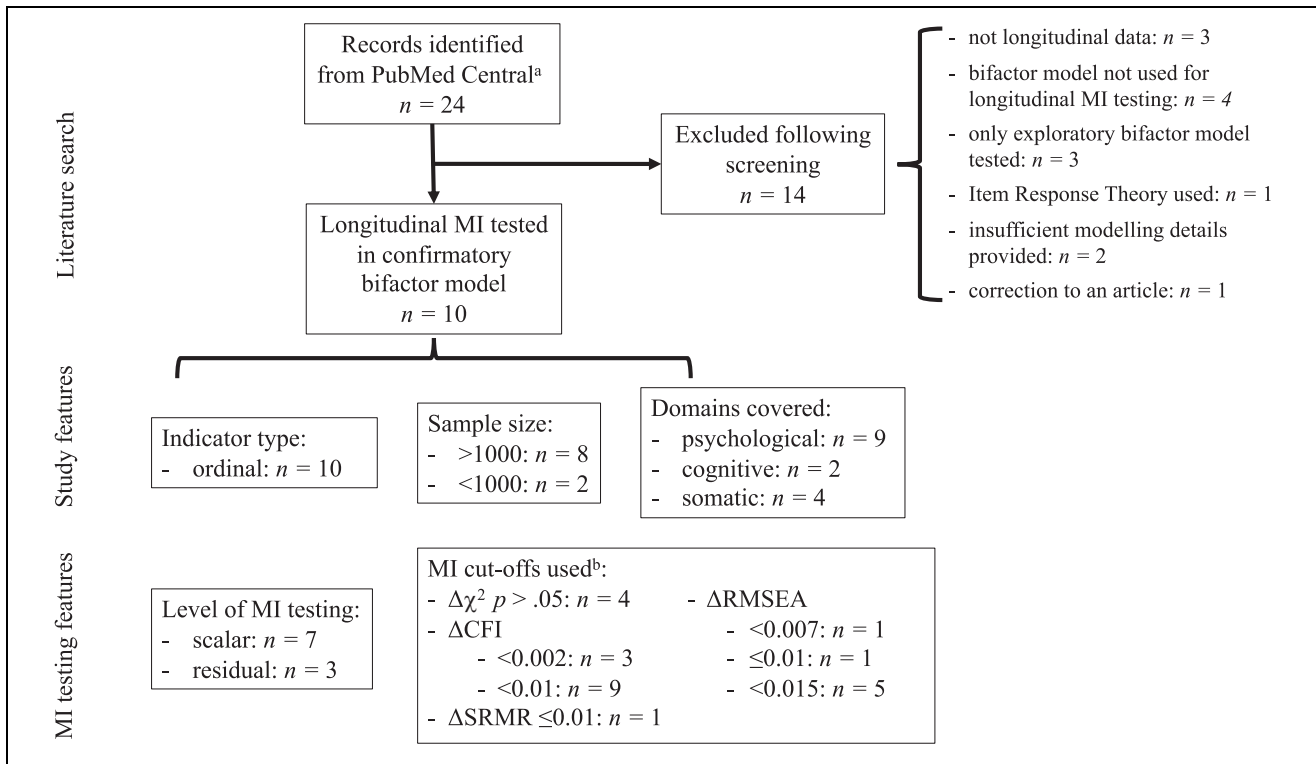 Literature search
Records identified
from PubMed Centralᵃ
n = 24
Excluded following
screening
n = 14
- not longitudinal data: n = 3
- bifactor model not used for
longitudinal MI testing: n = 4
- only exploratory bifactor model
tested: n = 3
- Item Response Theory used: n = 1
- insufficient modelling details
provided: n = 2
- correction to an article: n = 1
Longitudinal MI tested
in confirmatory
bifactor model
n = 10
Study features
Indicator type:
- ordinal: n = 10
Sample size:
- >1000: n = 8
- <1000: n = 2
Domains covered:
- psychological: n = 9
- cognitive: n = 2
- somatic: n = 4
MI testing features
Level of MI testing:
- scalar: n = 7
- residual: n = 3
MI cut-offs usedᵇ:
- Δχ² p > .05: n = 4
- ΔCFI
- <0.002: n = 3
- <0.01: n = 9
- ΔSRMR ≤0.01: n = 1
- ΔRMSEA
- <0.007: n = 1
- ≤0.01: n = 1
- <0.015: n = 5